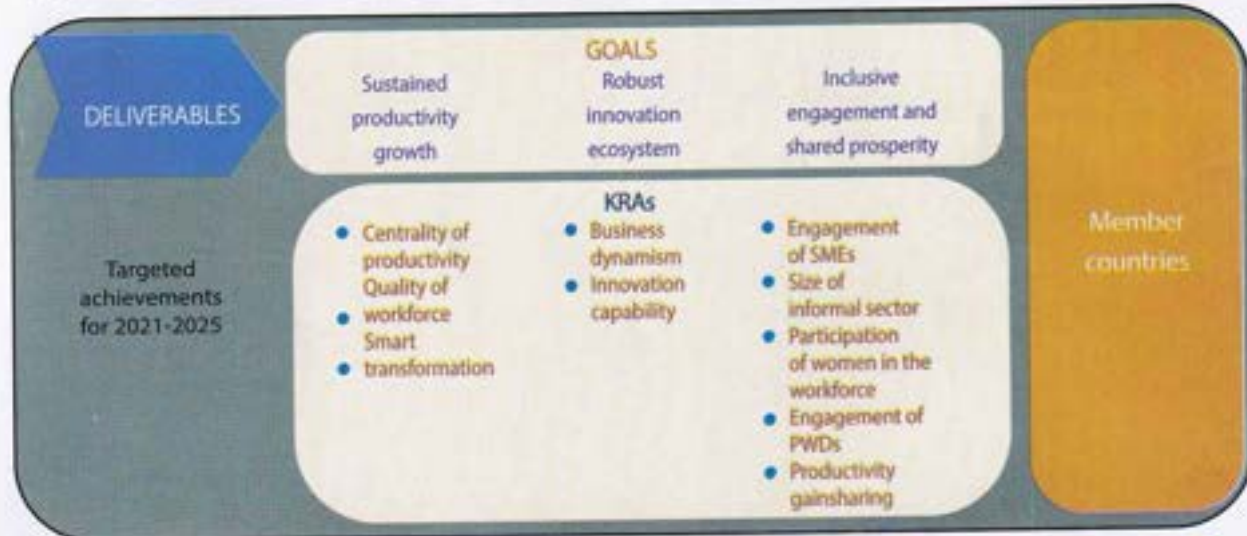 DELIVERABLES
GOALS
Sustained
productivity
growth
Robust
innovation
ecosystem
Inclusive
engagement and
shared prosperity
Targeted
achievements
for 2021-2025
KRAs
• Centrality of
productivity
Quality of
• workforce
Smart
• transformation
• Business
dynamism
• Innovation
capability
• Engagement
of SMEs
• Size of
informal sector
• Participation
of women in the
workforce
• Engagement of
PWDs
• Productivity
gainsharing
Member
countries